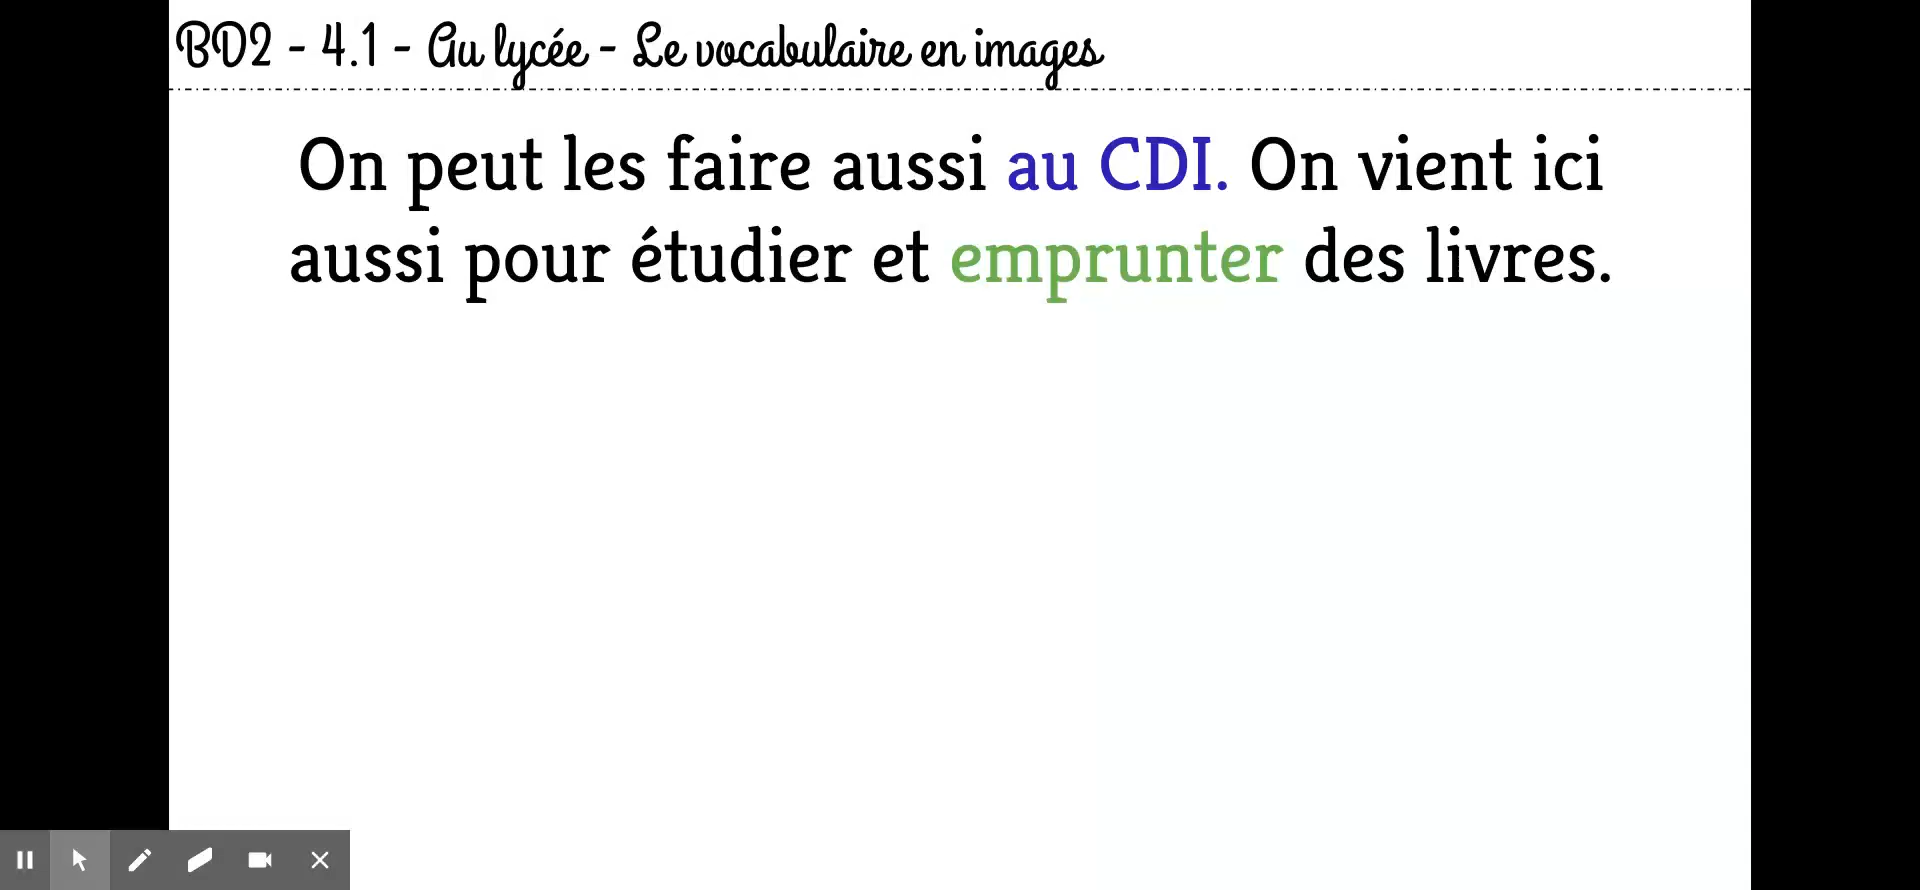 BD2 - 4.1 - Au lycée - Le vocabulaire en images
On peut les faire aussi au CDI. On vient ici
aussi pour étudier et emprunter des livres.